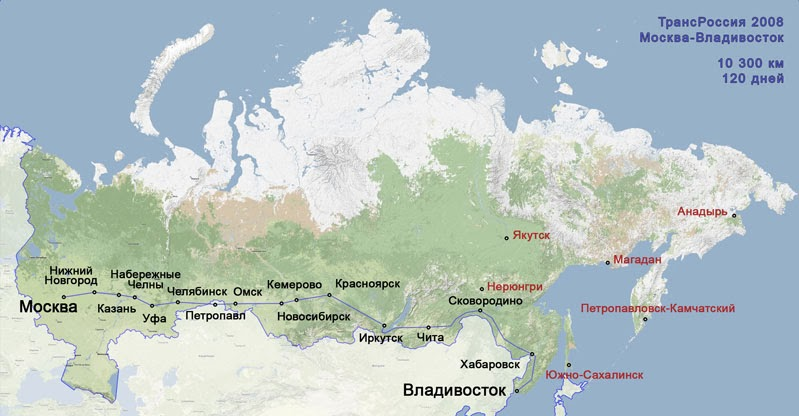 ТрансРоссия 2008
Москва-Владивосток
10 300 км
120 дней
Анадырь
Якутск
Магадан
Нижний
Новгород
Набережные
Челны
Челябинск
Омск
Кемерово
Красноярск
Нерюнгри
Сковородино
Петропавловск-Камчатский
Москва
Казань
Уфа
Петропавл
Новосибирск
Иркутск
Чита
Хабаровск
Южно-Сахалинск
Владивосток